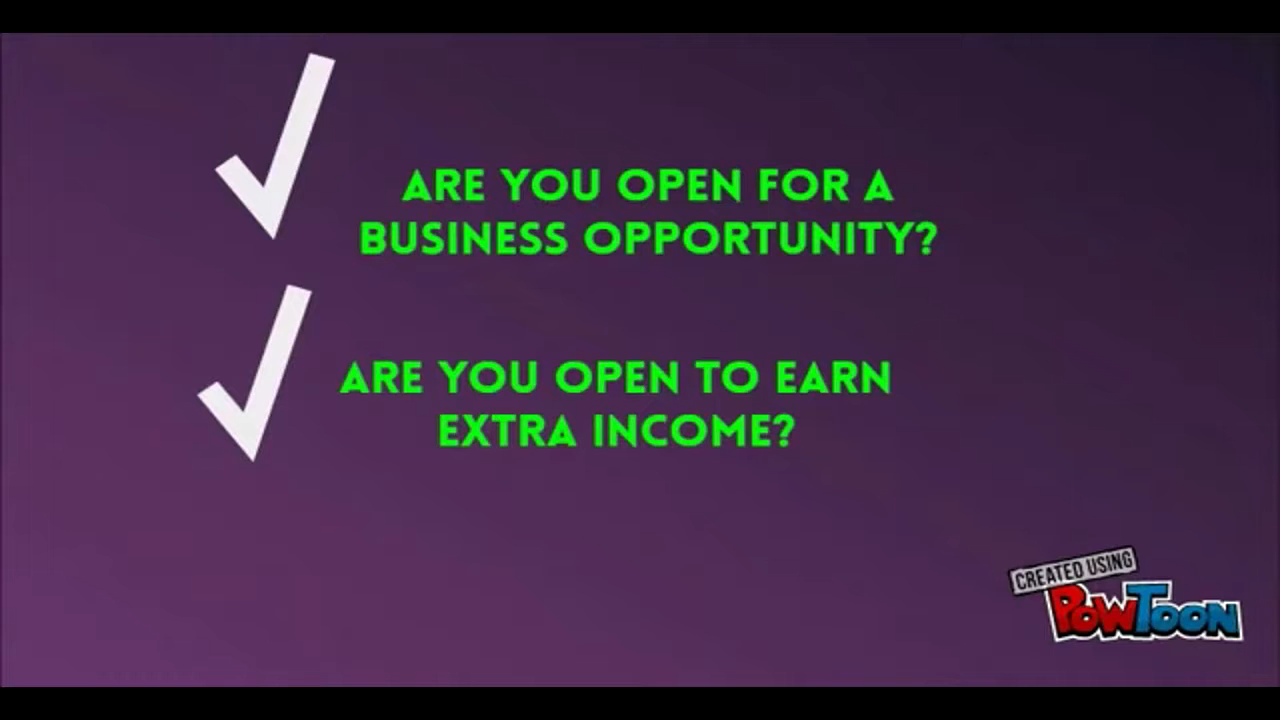 ARE YOU OPEN FOR A
BUSINESS OPPORTUNITY?
ARE YOU OPEN TO EARN
EXTRA INCOME?
CREATED USING
POWTOON